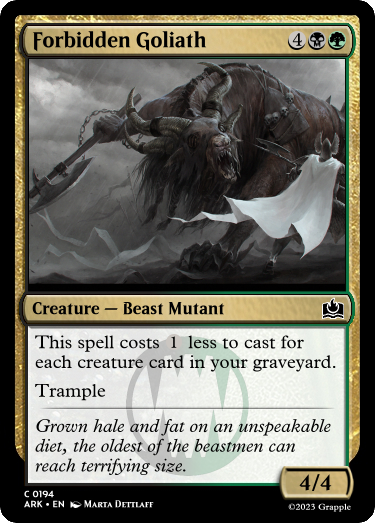 Forbidden Goliath 4
Creature — Beast Mutant
This spell costs 1 less to cast for
each creature card in your graveyard.
Trample
Grown hale and fat on an unspeakable
diet, the oldest of the beastmen can
reach terrifying size.
4/4
C 0194
ARK • EN Marta Dettlaff
©2023 Grapple